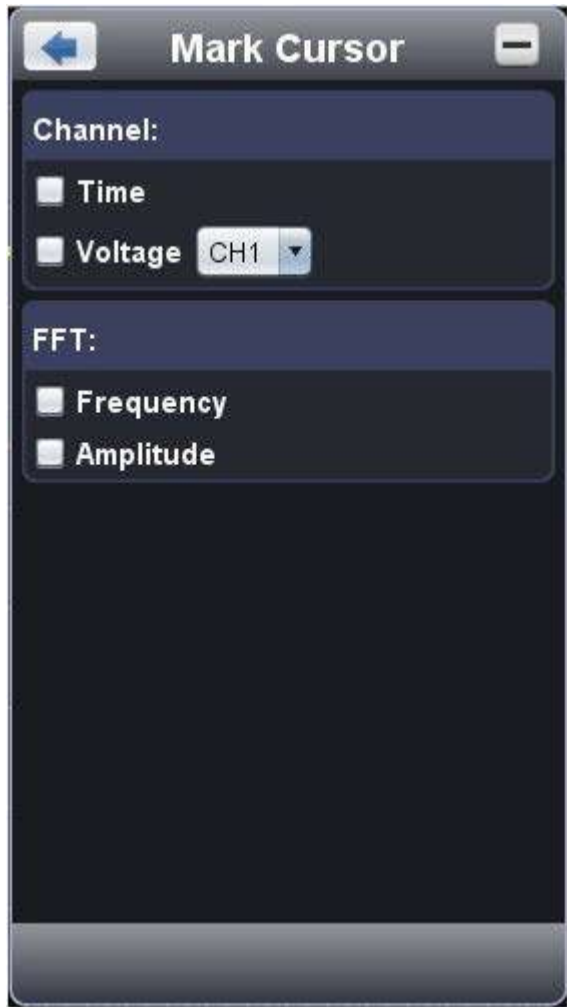 Mark Cursor
Channel:
Time
Voltage CH1
FFT:
Frequency
Amplitude